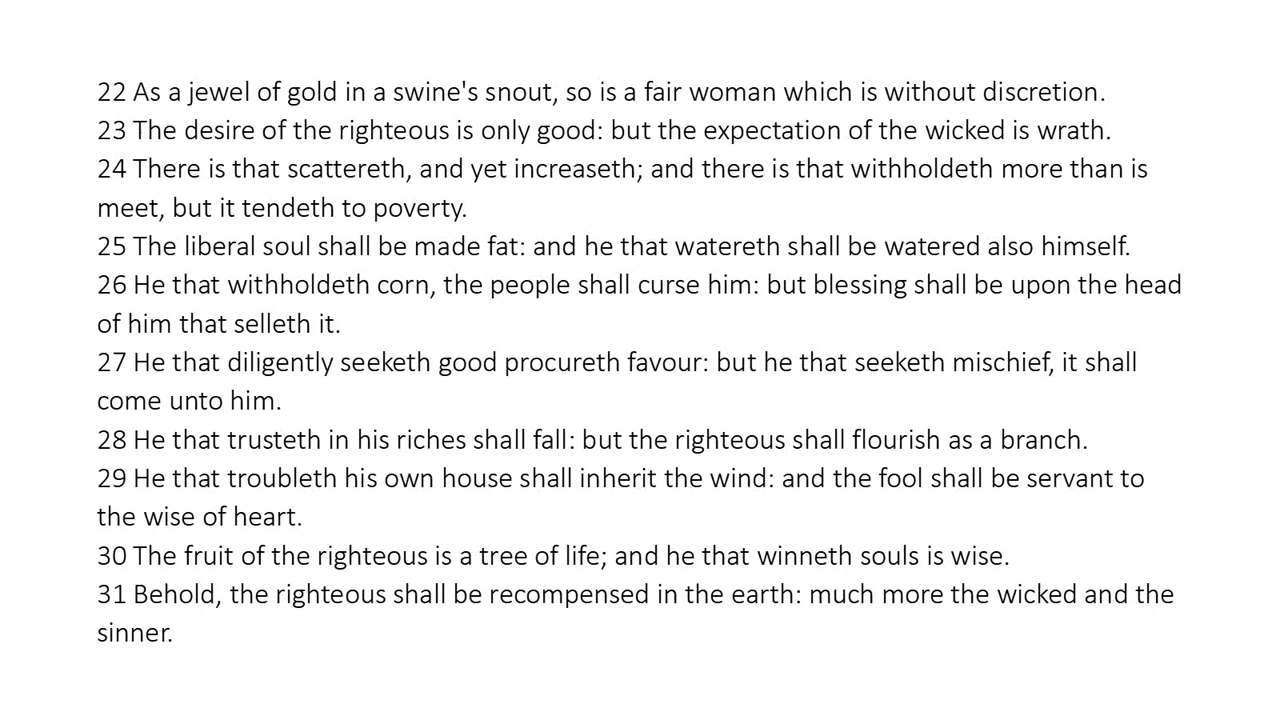 22 As a jewel of gold in a swine's snout, so is a fair woman which is without discretion.
23 The desire of the righteous is only good: but the expectation of the wicked is wrath.
24 There is that scattereth, and yet increaseth; and there is that withholdeth more than is
meet, but it tendeth to poverty.
25 The liberal soul shall be made fat: and he that watereth shall be watered also himself.
26 He that withholdeth corn, the people shall curse him: but blessing shall be upon the head
of him that selleth it.
27 He that diligently seeketh good procureth favour: but he that seeketh mischief, it shall
come unto him.
28 He that trusteth in his riches shall fall: but the righteous shall flourish as a branch.
29 He that troubleth his own house shall inherit the wind: and the fool shall be servant to
the wise of heart.
30 The fruit of the righteous is a tree of life; and he that winneth souls is wise.
31 Behold, the righteous shall be recompensed in the earth: much more the wicked and the
sinner.